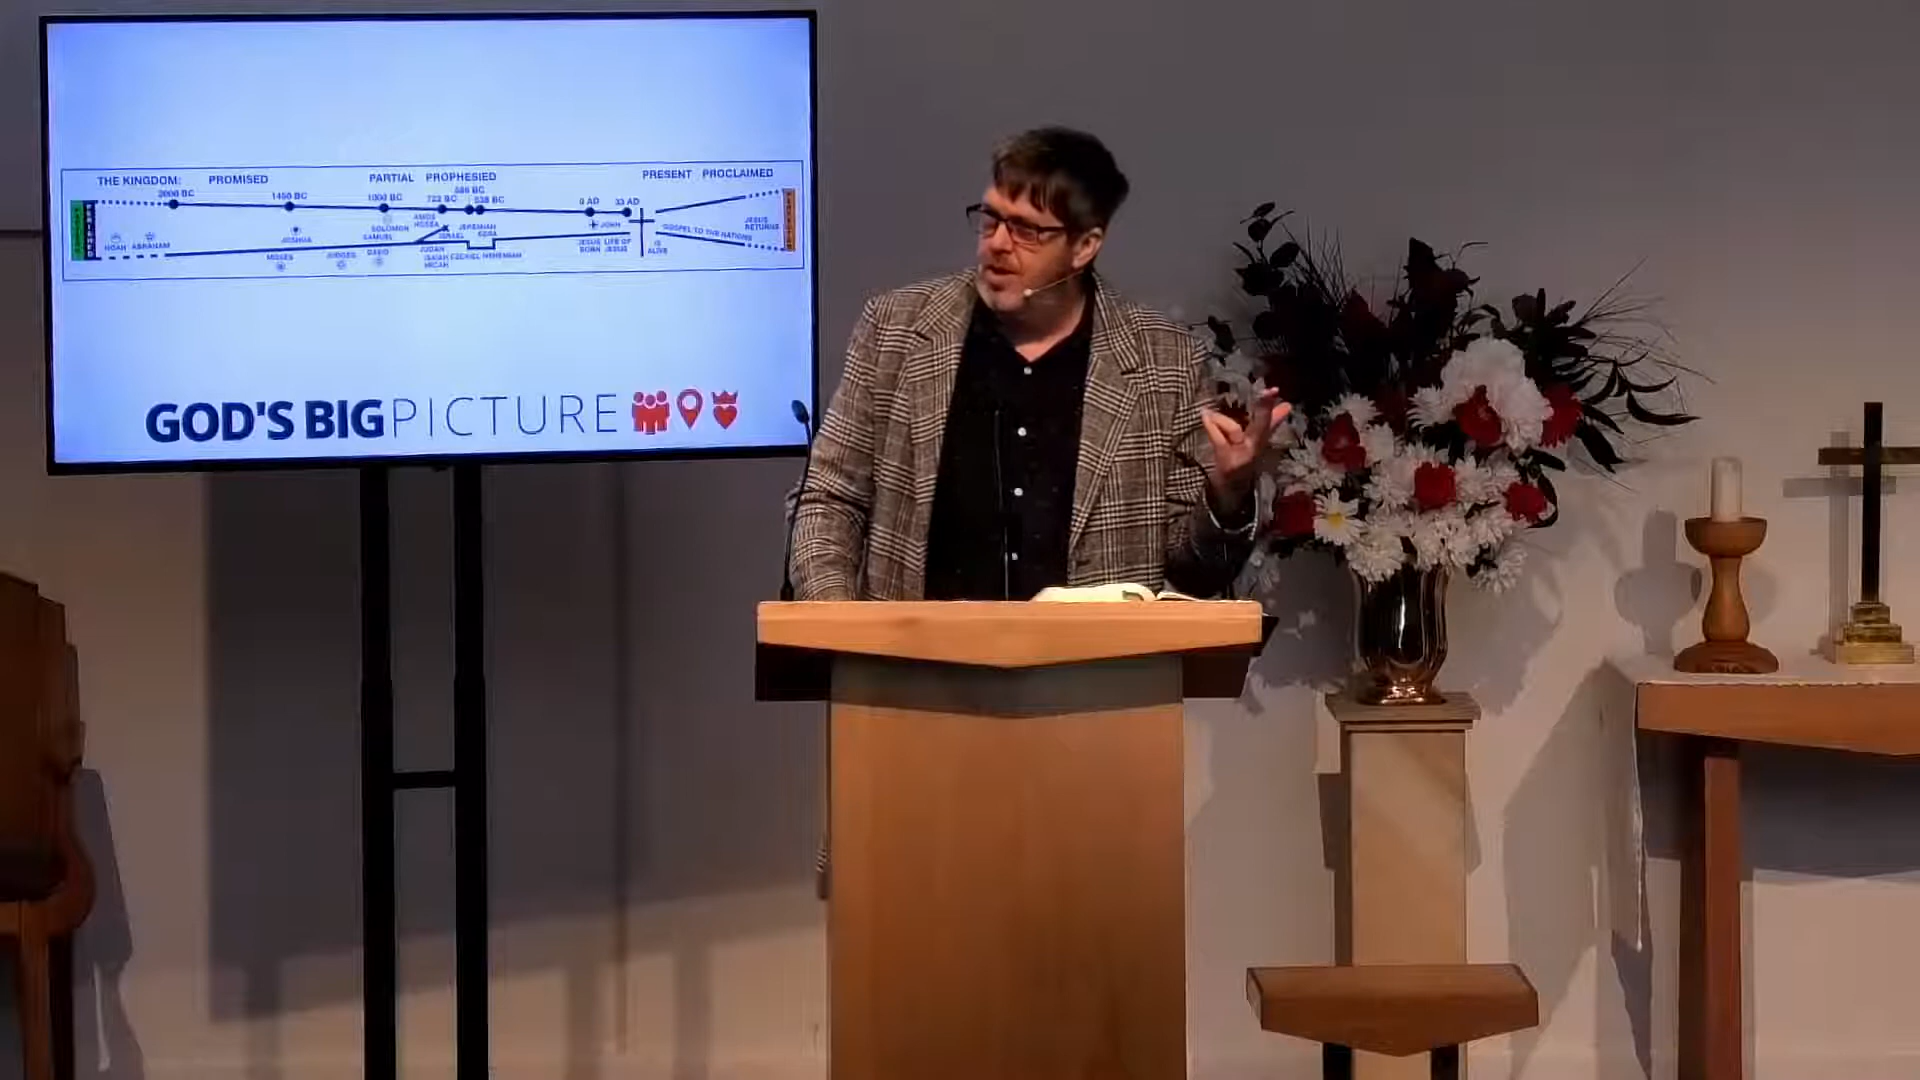 THE KINGDOM: PROMISED PARTIAL PROPHESIED PRESENT PROCLAIMED
2000 BC 1450 BC 1000 BC 722 BC 586 BC 538 BC 0 AD 33 AD
PERISHED
NOAH ABRAHAM JOSHUA SOLOMON SAMUEL AMOS HOSEA ISRAEL JEREMIAH EZRA JOHN
MOSES JUDGES DAVID JUDAH ISAIAH MICAH EZEKIEL NEHEMIAH
JESUS BORN LIFE OF JESUS IS ALIVE
GOSPEL TO THE NATIONS
JESUS RETURNS
GOD'S BIG PICTURE